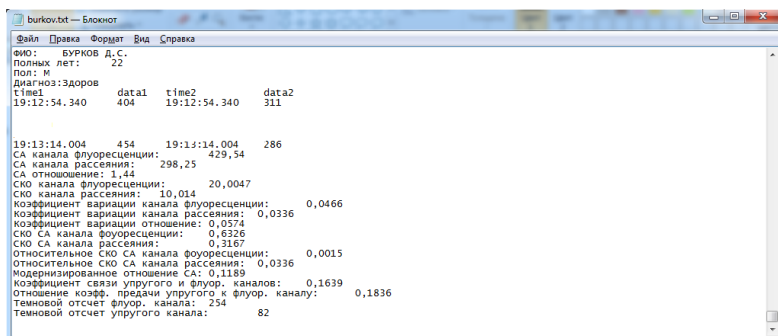 burkov.txt — Блокнот
Файл Правка Формат Вид Справка
ФИО: БУРКОВ Д.С.
Полных лет: 22
Пол: М
Диагноз:Здоров
time1 data1 time2 data2
19:12:54.340 404 19:12:54.340 311
19:13:14.004 454 19:13:14.004 286
СА канала флуоресценции: 429,54
СА канала рассеяния: 298,25
СА отношошение: 1,44
СКО канала флуоресценции: 20,0047
СКО канала рассеяния: 10,014
Коэффициент вариации канала флуоресценции: 0,0466
Коэффициент вариации канала рассеяния: 0,0336
Коэффициент вариации отношение: 0,0574
СКО СА канала фоуоресценции: 0,6326
СКО СА канала рассеяния: 0,3167
Относительное СКО СА канала фоуоресценции: 0,0015
Относительное СКО СА канала рассеяния: 0,0336
Модернизированное отношение СА: 0,1189
Коэффициент связи упругого и флуор. каналов: 0,1639
Отношение коэфф. предачи упругого к флуор. каналу: 0,1836
Темновой отсчет флуор. канала: 254
Темновой отсчет упругого канала: 82